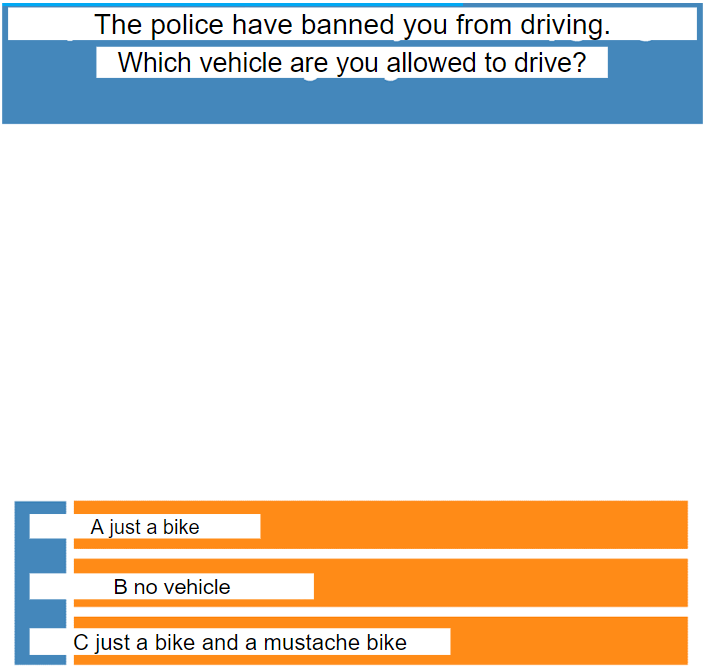 The police have banned you from driving.
Which vehicle are you allowed to drive?
A just a bike
B no vehicle
C just a bike and a mustache bike